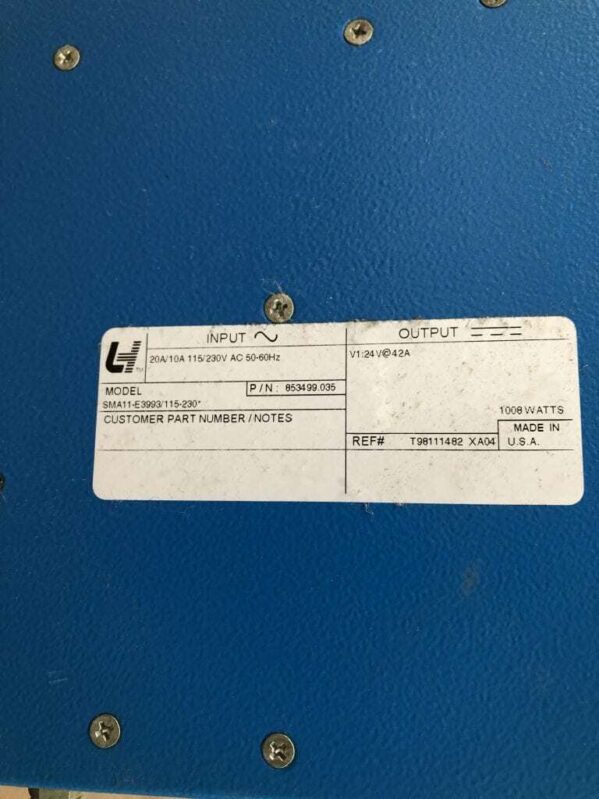 INPUT
20A/10A 115/230V AC 50-60Hz
MODEL
P/N: 853499.035
SMA11-E3993/115-230*
CUSTOMER PART NUMBER/NOTES
OUTPUT
V1:24V@42A
1008 WATTS
REF# T98111482 XA04
MADE IN
U.S.A.